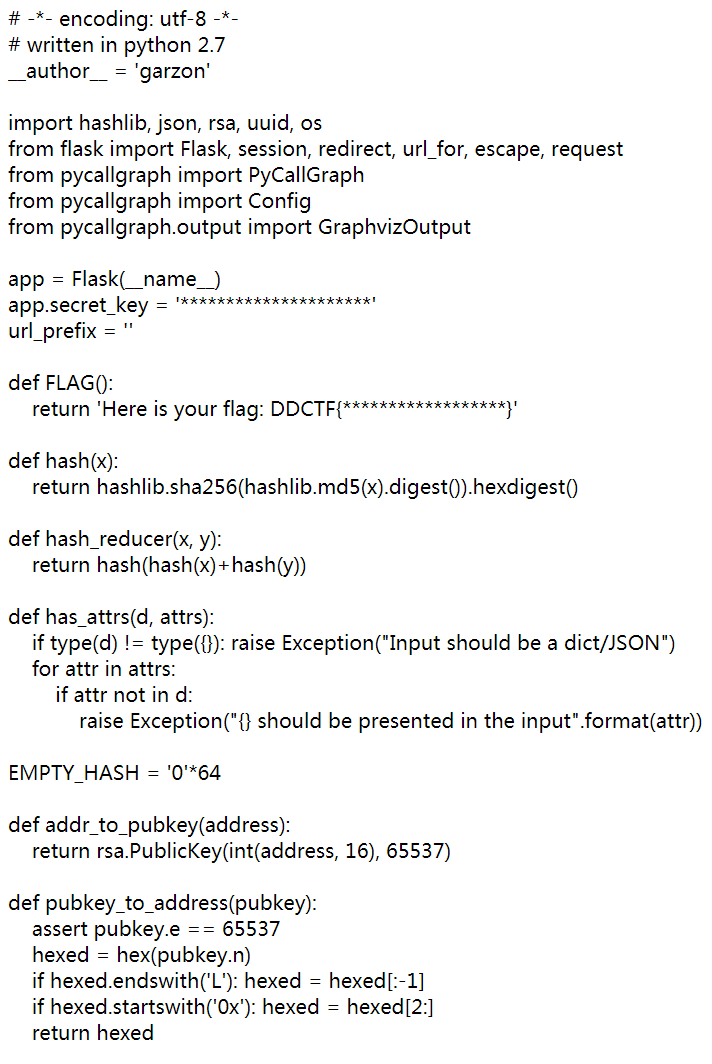 # -*- encoding: utf-8 -*-
# written in python 2.7
__author__ = 'garzon'

import hashlib, json, rsa, uuid, os
from flask import Flask, session, redirect, url_for, escape, request
from pycallgraph import PyCallGraph
from pycallgraph import Config
from pycallgraph.output import GraphvizOutput

app = Flask(__name__)
app.secret_key = '*********************'
url_prefix = ''

def FLAG():
    return 'Here is your flag: DDCTF{******************}'

def hash(x):
    return hashlib.sha256(hashlib.md5(x).digest()).hexdigest()

def hash_reducer(x, y):
    return hash(hash(x)+hash(y))

def has_attrs(d, attrs):
    if type(d) != type({}): raise Exception("Input should be a dict/JSON")
    for attr in attrs:
        if attr not in d:
            raise Exception("{} should be presented in the input".format(attr))

EMPTY_HASH = '0'*64

def addr_to_pubkey(address):
    return rsa.PublicKey(int(address, 16), 65537)

def pubkey_to_address(pubkey):
    assert pubkey.e == 65537
    hexed = hex(pubkey.n)
    if hexed.endswith('L'): hexed = hexed[:-1]
    if hexed.startswith('0x'): hexed = hexed[2:]
    return hexed